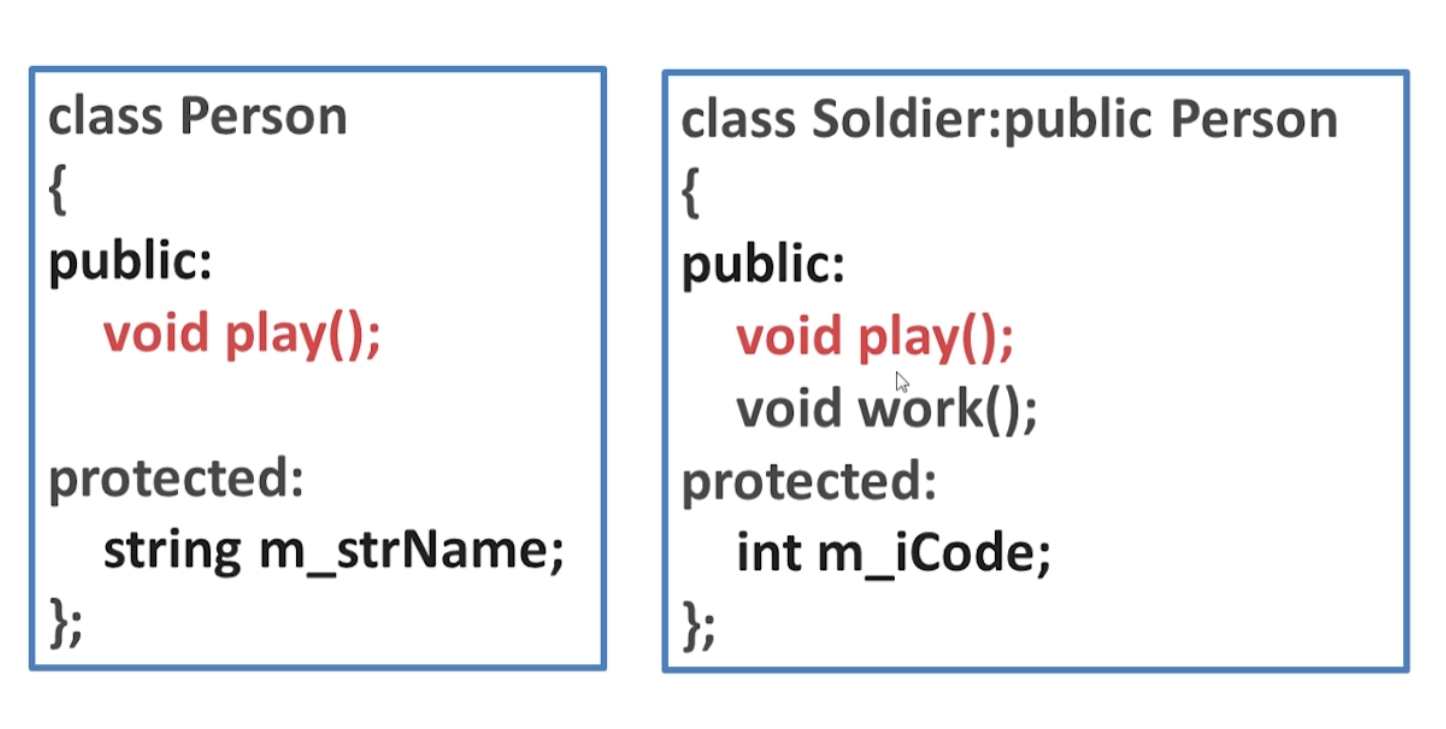 class Person
{
public:
void play();
protected:
string m_strName;
};
class Soldier:public Person
{
public:
void play();
void work();
protected:
int m_iCode;
};